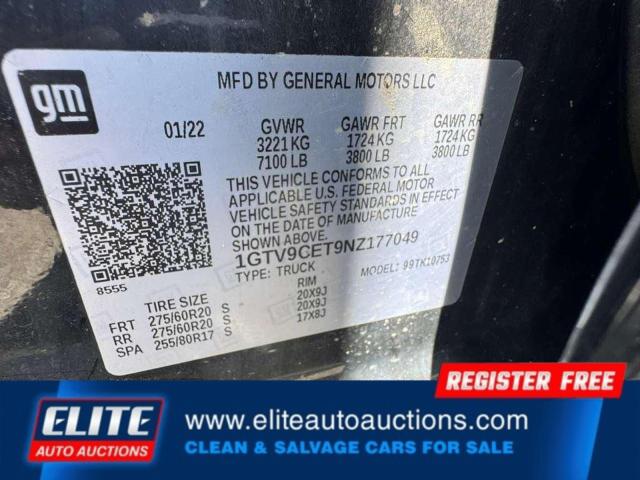 gm
MFD BY GENERAL MOTORS LLC
01/22 GVWR GAWR FRT GAWR RR
3221 KG 1724 KG 1724 KG
7100 LB 3800 LB 3800 LB
THIS VEHICLE CONFORMS TO ALL
APPLICABLE U.S. FEDERAL MOTOR
VEHICLE SAFETY STANDARDS IN EFFECT
ON THE DATE OF MANUFACTURE
1GTV9CET9NZ177049
TYPE: TRUCK MODEL: 99TK10753
8555
TIRE SIZE RIM
FRT 275/60R20 S 20X9J
RR 275/60R20 S 20X9J
SPA 255/80R17 S 17X8J
REGISTER FREE
ELITE
AUTO AUCTIONS
www.eliteautoauctions.com
CLEAN & SALVAGE CARS FOR SALE